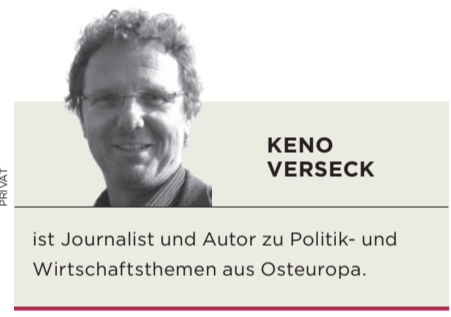 PRIVAT
KENO
VERSECK
ist Journalist und Autor zu Politik- und
Wirtschaftsthemen aus Osteuropa.